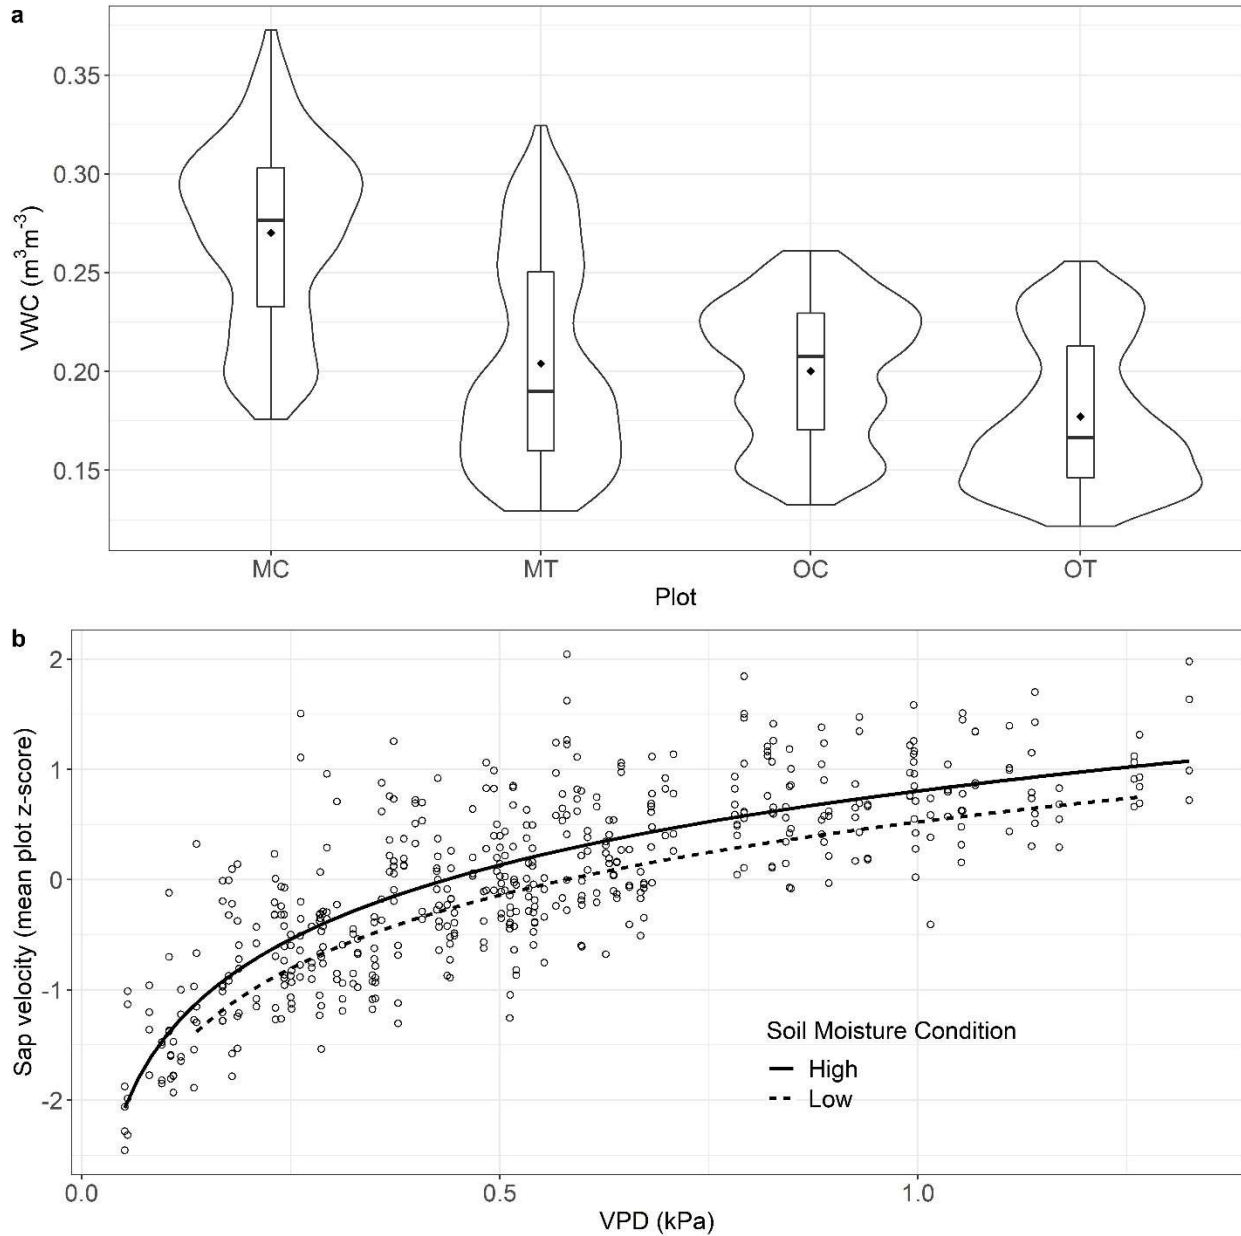 a
0.35
0.30
0.25
0.20
0.15
VWC (m³m⁻³)
MC MT OC OT
Plot
b
2
1
0
-1
-2
Sap velocity (mean plot z-score)
Soil Moisture Condition
High
Low
0.0 0.5 1.0
VPD (kPa)